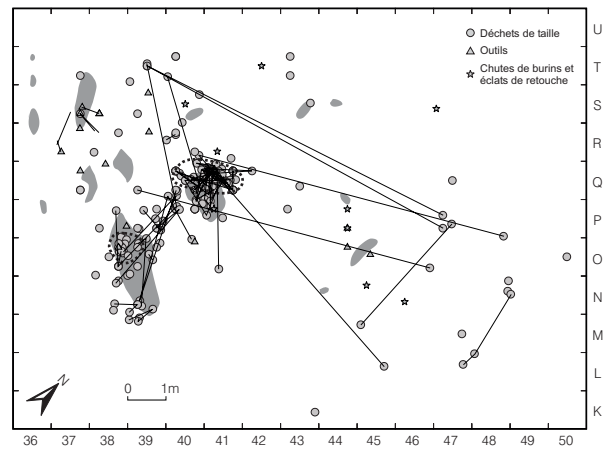 Déchets de taille
Outils
Chutes de burins et
éclats de retouche
U
T
S
R
Q
P
O
N
M
L
K
N
0 1m
36 37 38 39 40 41 42 43 44 45 46 47 48 49 50